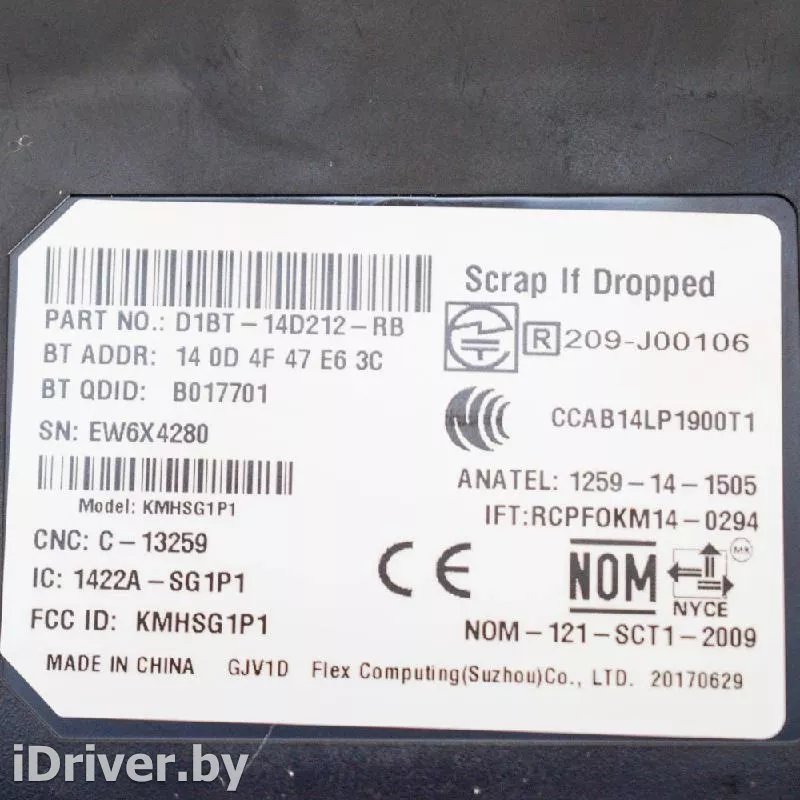 Scrap If Dropped
PART NO.: D1BT-14D212-RB
R 209-J00106
BT ADDR: 14 0D 4F 47 E6 3C
BT QDID: B017701
CCAB14LP1900T1
SN: EW6X4280
ANATEL: 1259-14-1505
Model: KMHSG1P1
IFT:RCPFOKM14-0294
CNC: C-13259
CE
NOM
MX
IC: 1422A-SG1P1
NYCE
FCC ID: KMHSG1P1
NOM-121-SCT1-2009
MADE IN CHINA GJV1D Flex Computing(Suzhou)Co., LTD. 20170629
iDriver.by